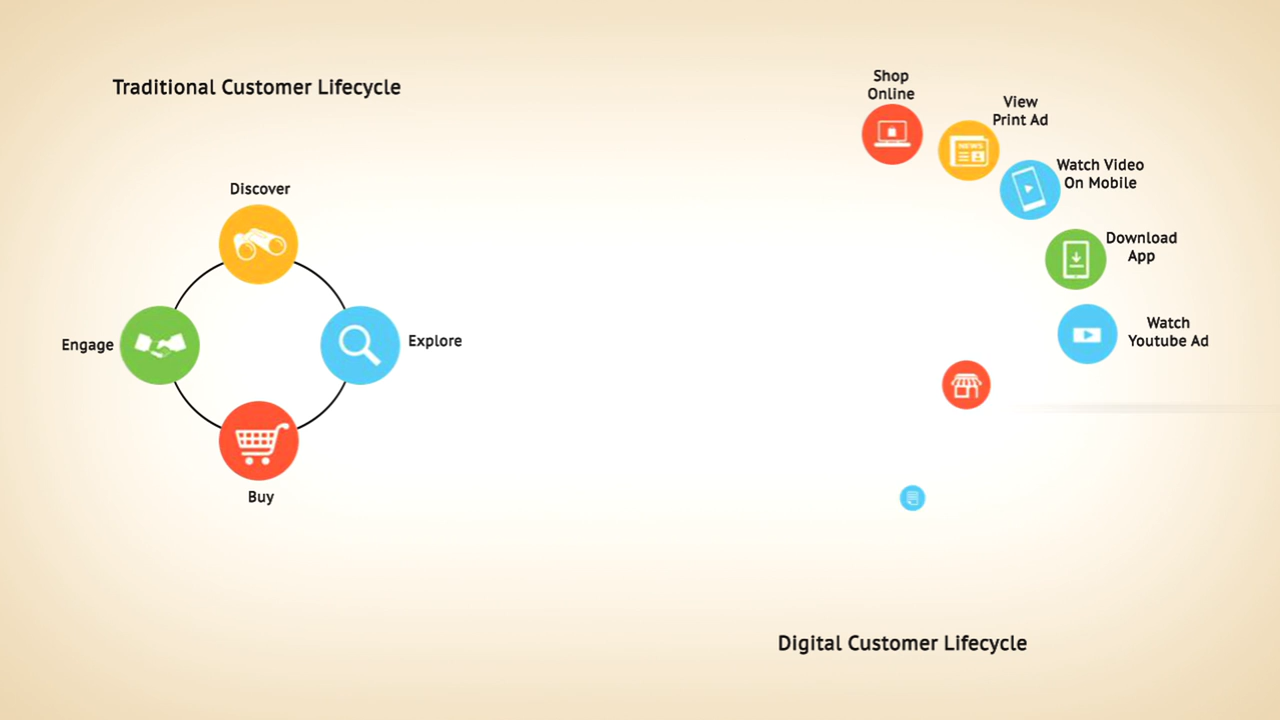 Traditional Customer Lifecycle
Discover
Engage
Explore
Buy
Shop
Online
View
Print Ad
NEWS
Watch Video
On Mobile
Download
App
Watch
Youtube Ad
Digital Customer Lifecycle